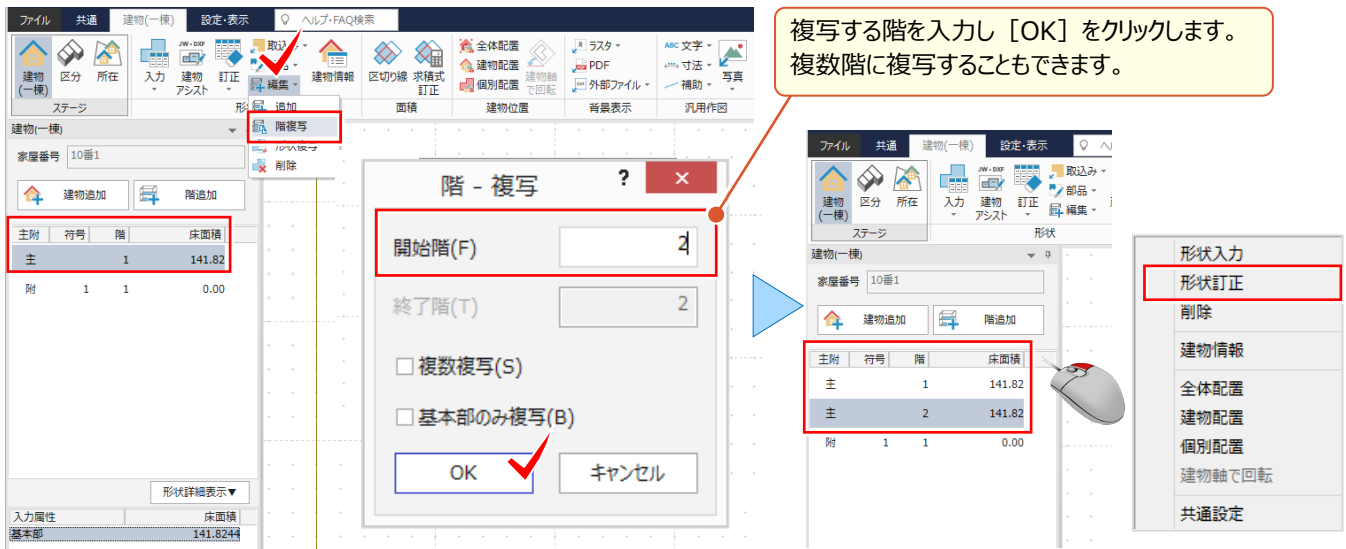 ファイル 共通 建物(一棟) 設定・表示 ヘルプ・FAQ検索
建物
(一棟)
区分
所在
ステージ
入力
JW・DXF
建物
アシスト
訂正
取込み
編集
建物情報
区切り線
求積式
訂正
面積
全体配置
建物配置
個別配置
建物軸
で回転
建物位置
ラスタ
PDF
外部ファイル
背景表示
ABC 文字
寸法
補助
写真
汎用作図
追加
階複写
形状複写
削除
建物(一棟)
家屋番号 10番1
建物追加 階追加
主附 符号 階 床面積
主 1 141.82
附 1 1 0.00
形状詳細表示▼
入力属性 床面積
基本部 141.8244
階 - 複写 ? ×
開始階(F) 2
終了階(T) 2
複数複写(S)
基本部のみ複写(B)
OK キャンセル
複写する階を入力し［OK］をクリックします。
複数階に複写することもできます。
ファイル 共通 建物(一棟) 設定・表示
建物
(一棟)
区分
所在
ステージ
入力
JW・DXF
建物
アシスト
訂正
取込み
部品
編集
形状
建物(一棟)
家屋番号 10番1
建物追加 階追加
主附 符号 階 床面積
主 1 141.82
主 2 141.82
附 1 1 0.00
形状入力
形状訂正
削除
建物情報
全体配置
建物配置
個別配置
建物軸で回転
共通設定